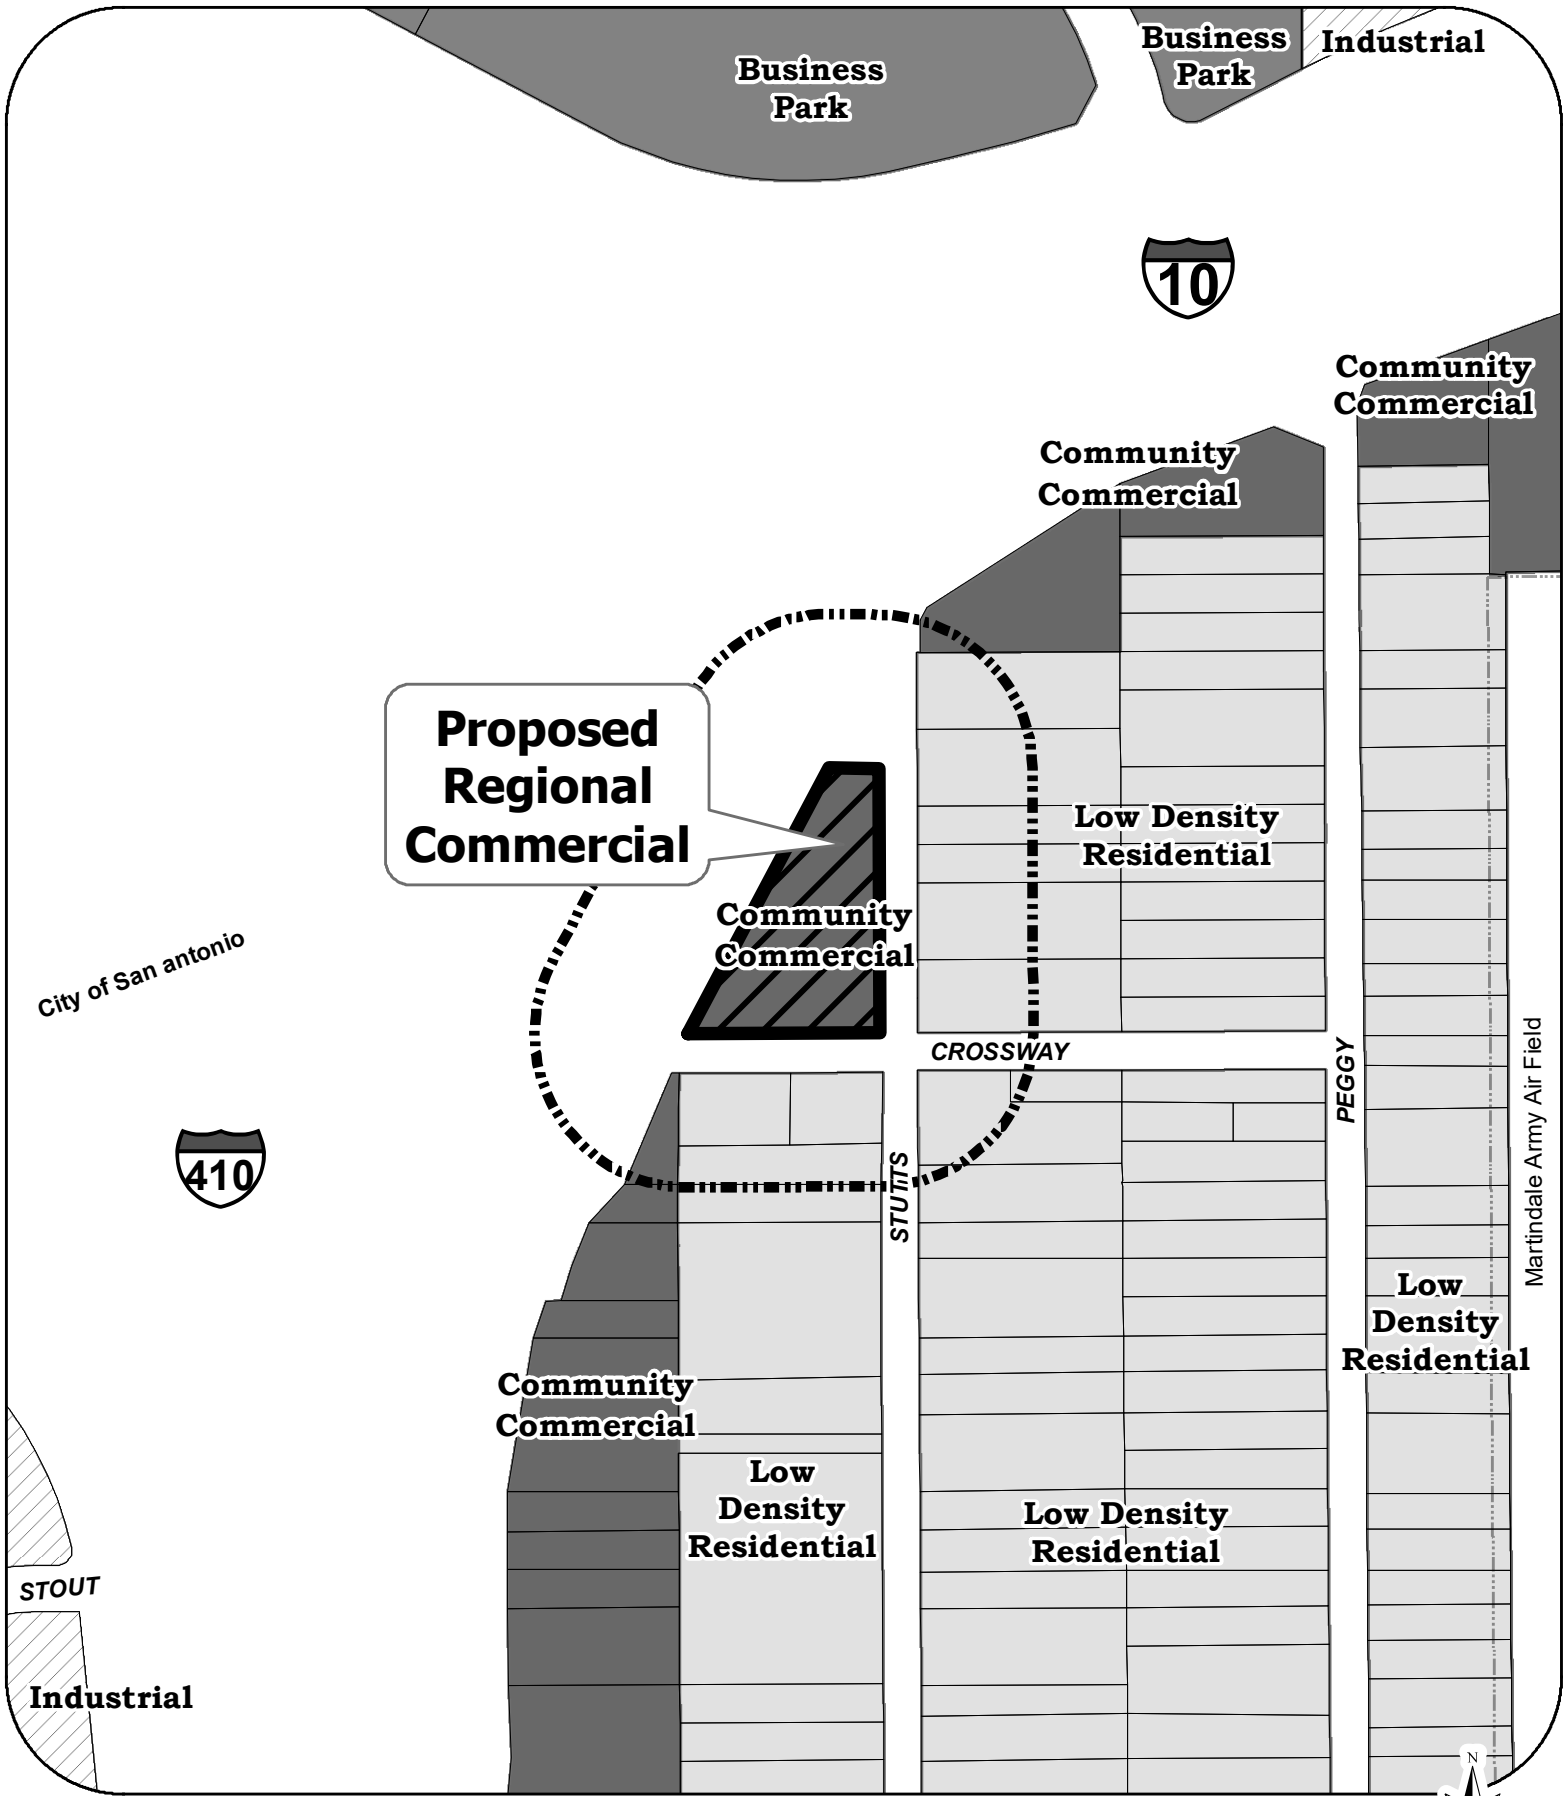 Business
Park
Business
Park
Industrial
10
Community
Commercial
Community
Commercial
Proposed
Regional
Commercial
Low Density
Residential
Community
Commercial
City of San antonio
CROSSWAY
PEGGY
Martindale Army Air Field
410
STUTTS
Low
Density
Residential
Community
Commercial
Low
Density
Residential
Low Density
Residential
STOUT
Industrial
N